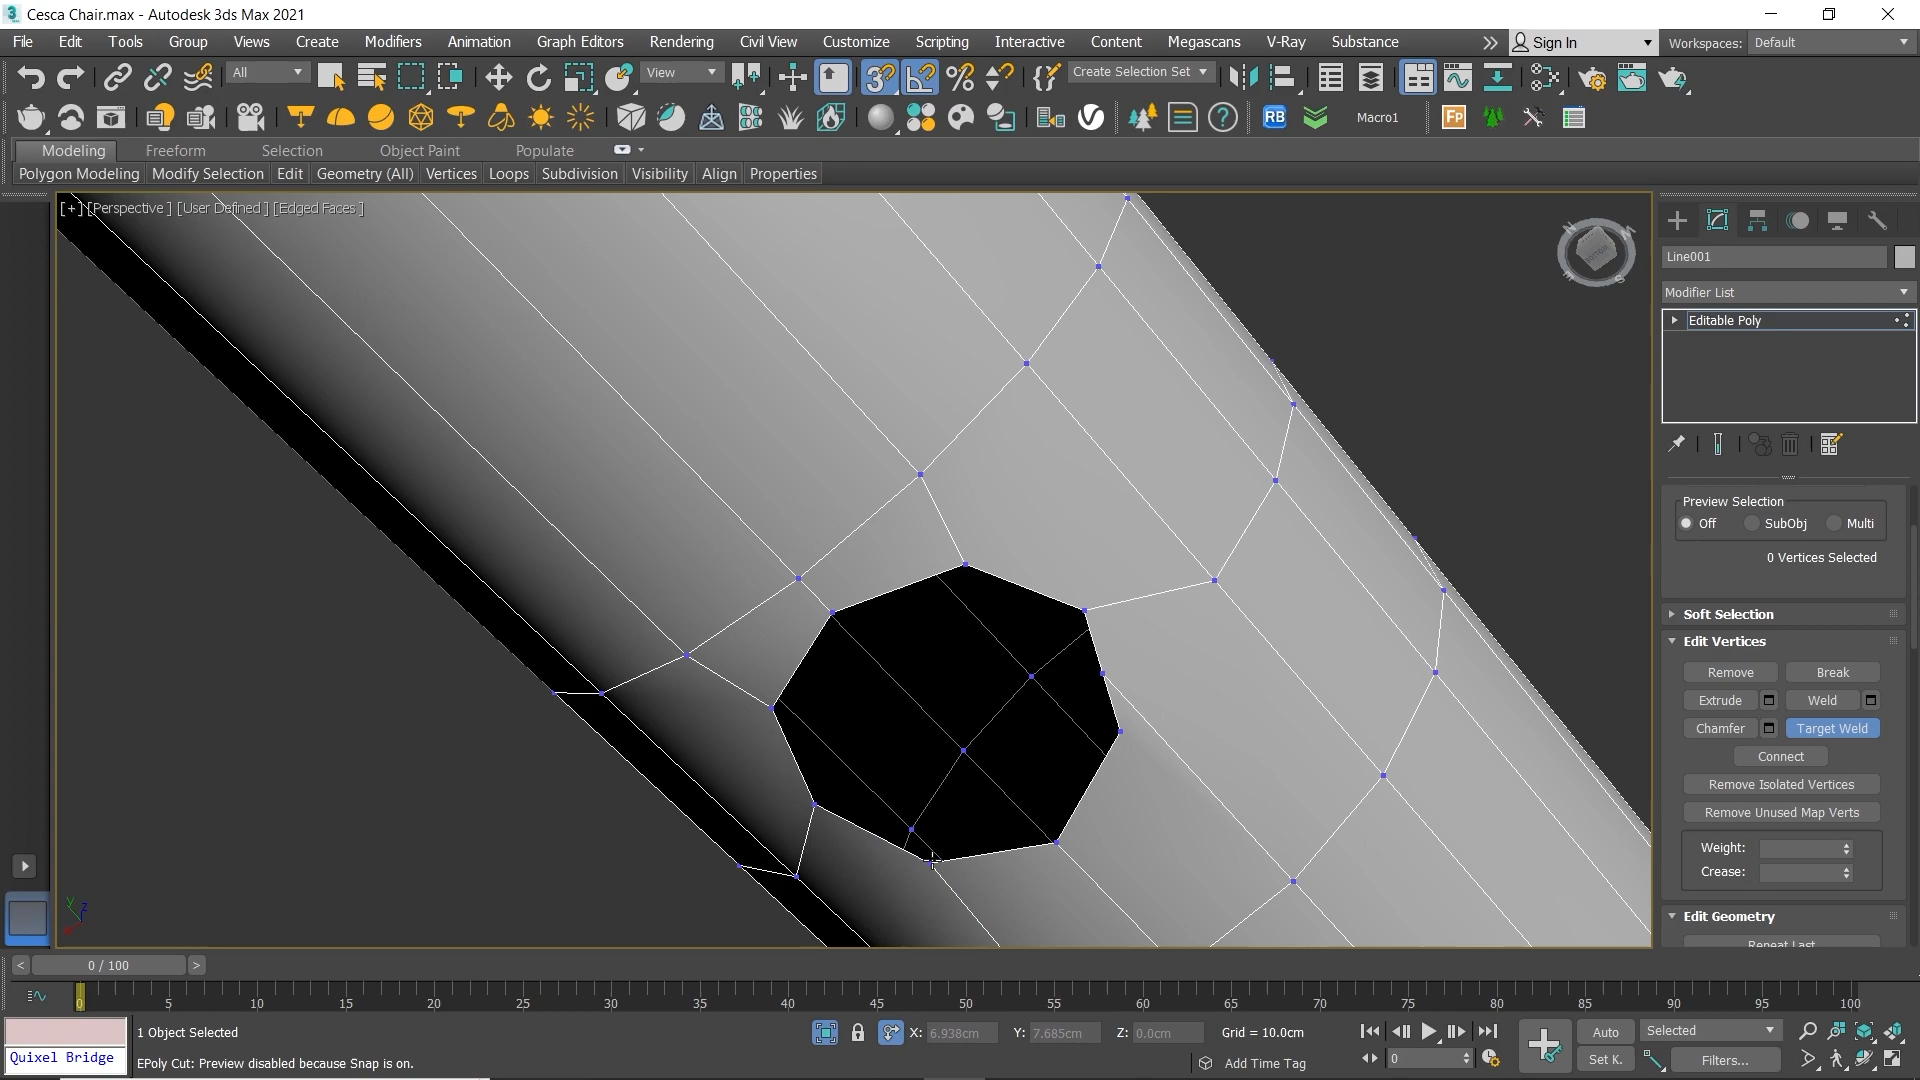 Cesca Chair.max - Autodesk 3ds Max 2021
File Edit Tools Group Views Create Modifiers Animation Graph Editors Rendering Civil View Customize Scripting Interactive Content Megascans V-Ray Substance Sign In Workspaces: Default
All View Create Selection Set
RB Macro1 FP
Modeling Freeform Selection Object Paint Populate
Polygon Modeling Modify Selection Edit Geometry (All) Vertices Loops Subdivision Visibility Align Properties
[+] [Perspective ] [User Defined ] [Edged Faces ]
Line001
Modifier List
Editable Poly
Preview Selection
Off SubObj Multi
0 Vertices Selected
Soft Selection
Edit Vertices
Remove Break
Extrude Weld
Chamfer Target Weld
Connect
Remove Isolated Vertices
Remove Unused Map Verts
Weight:
Crease:
Edit Geometry
Repeat Last
< 0 / 100 >
0 5 10 15 20 25 30 35 40 45 50 55 60 65 70 75 80 85 90 95 100
1 Object Selected X: 6.938cm Y: 7.685cm Z: 0.0cm Grid = 10.0cm Auto Selected
Quixel Bridge EPoly Cut: Preview disabled because Snap is on. Add Time Tag 0 Set K. Filters...